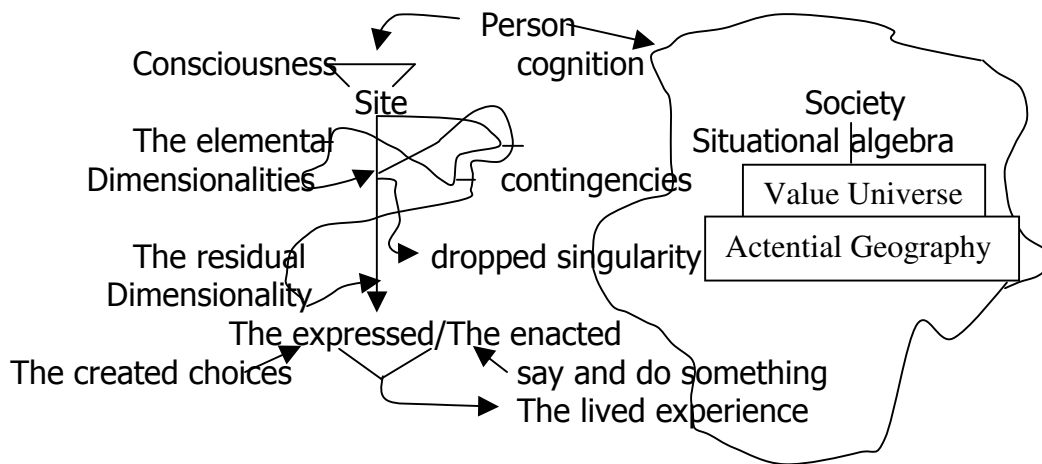 Person
Consciousness
cognition
Site
Society
The elemental
Situational algebra
Dimensionalities
contingencies
Value Universe
Actential Geography
The residual
dropped singularity
Dimensionality
The expressed/The enacted
The created choices
say and do something
The lived experience